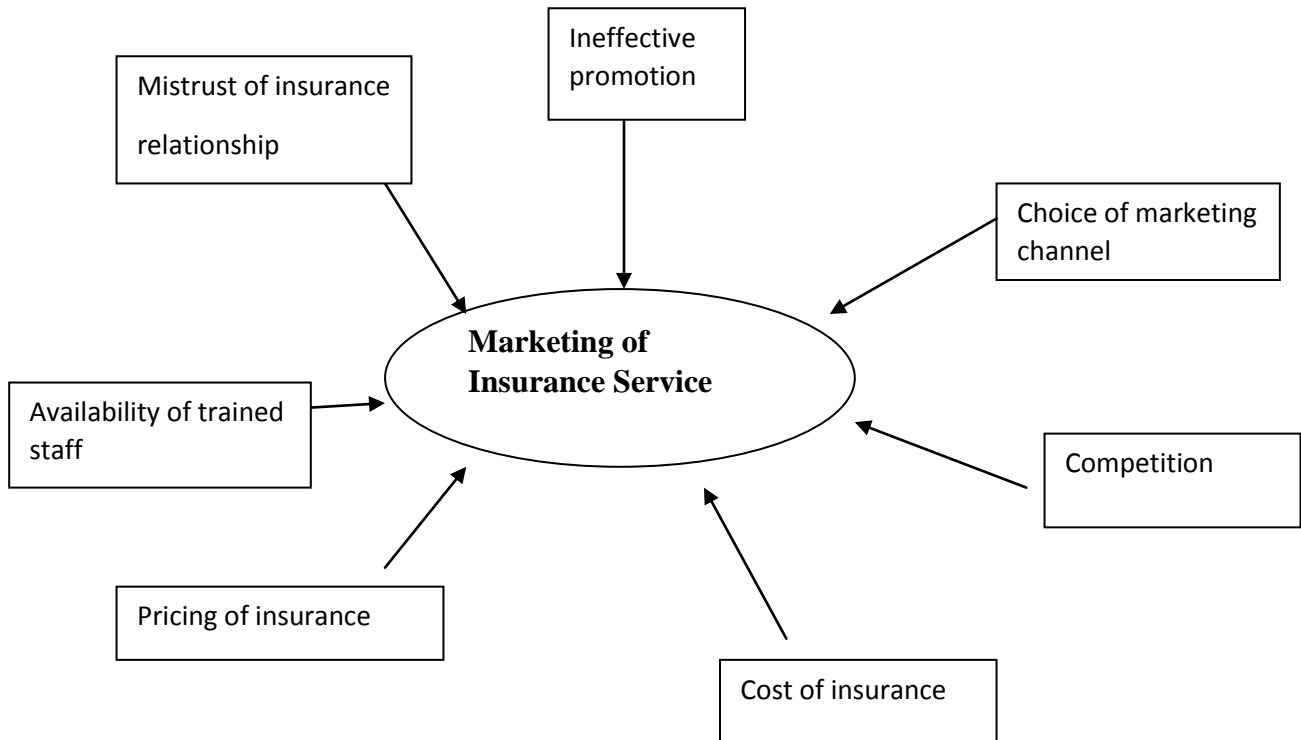 Ineffective
promotion
Mistrust of insurance
relationship
Choice of marketing
channel
Marketing of
Insurance Service
Availability of trained
staff
Competition
Pricing of insurance
Cost of insurance